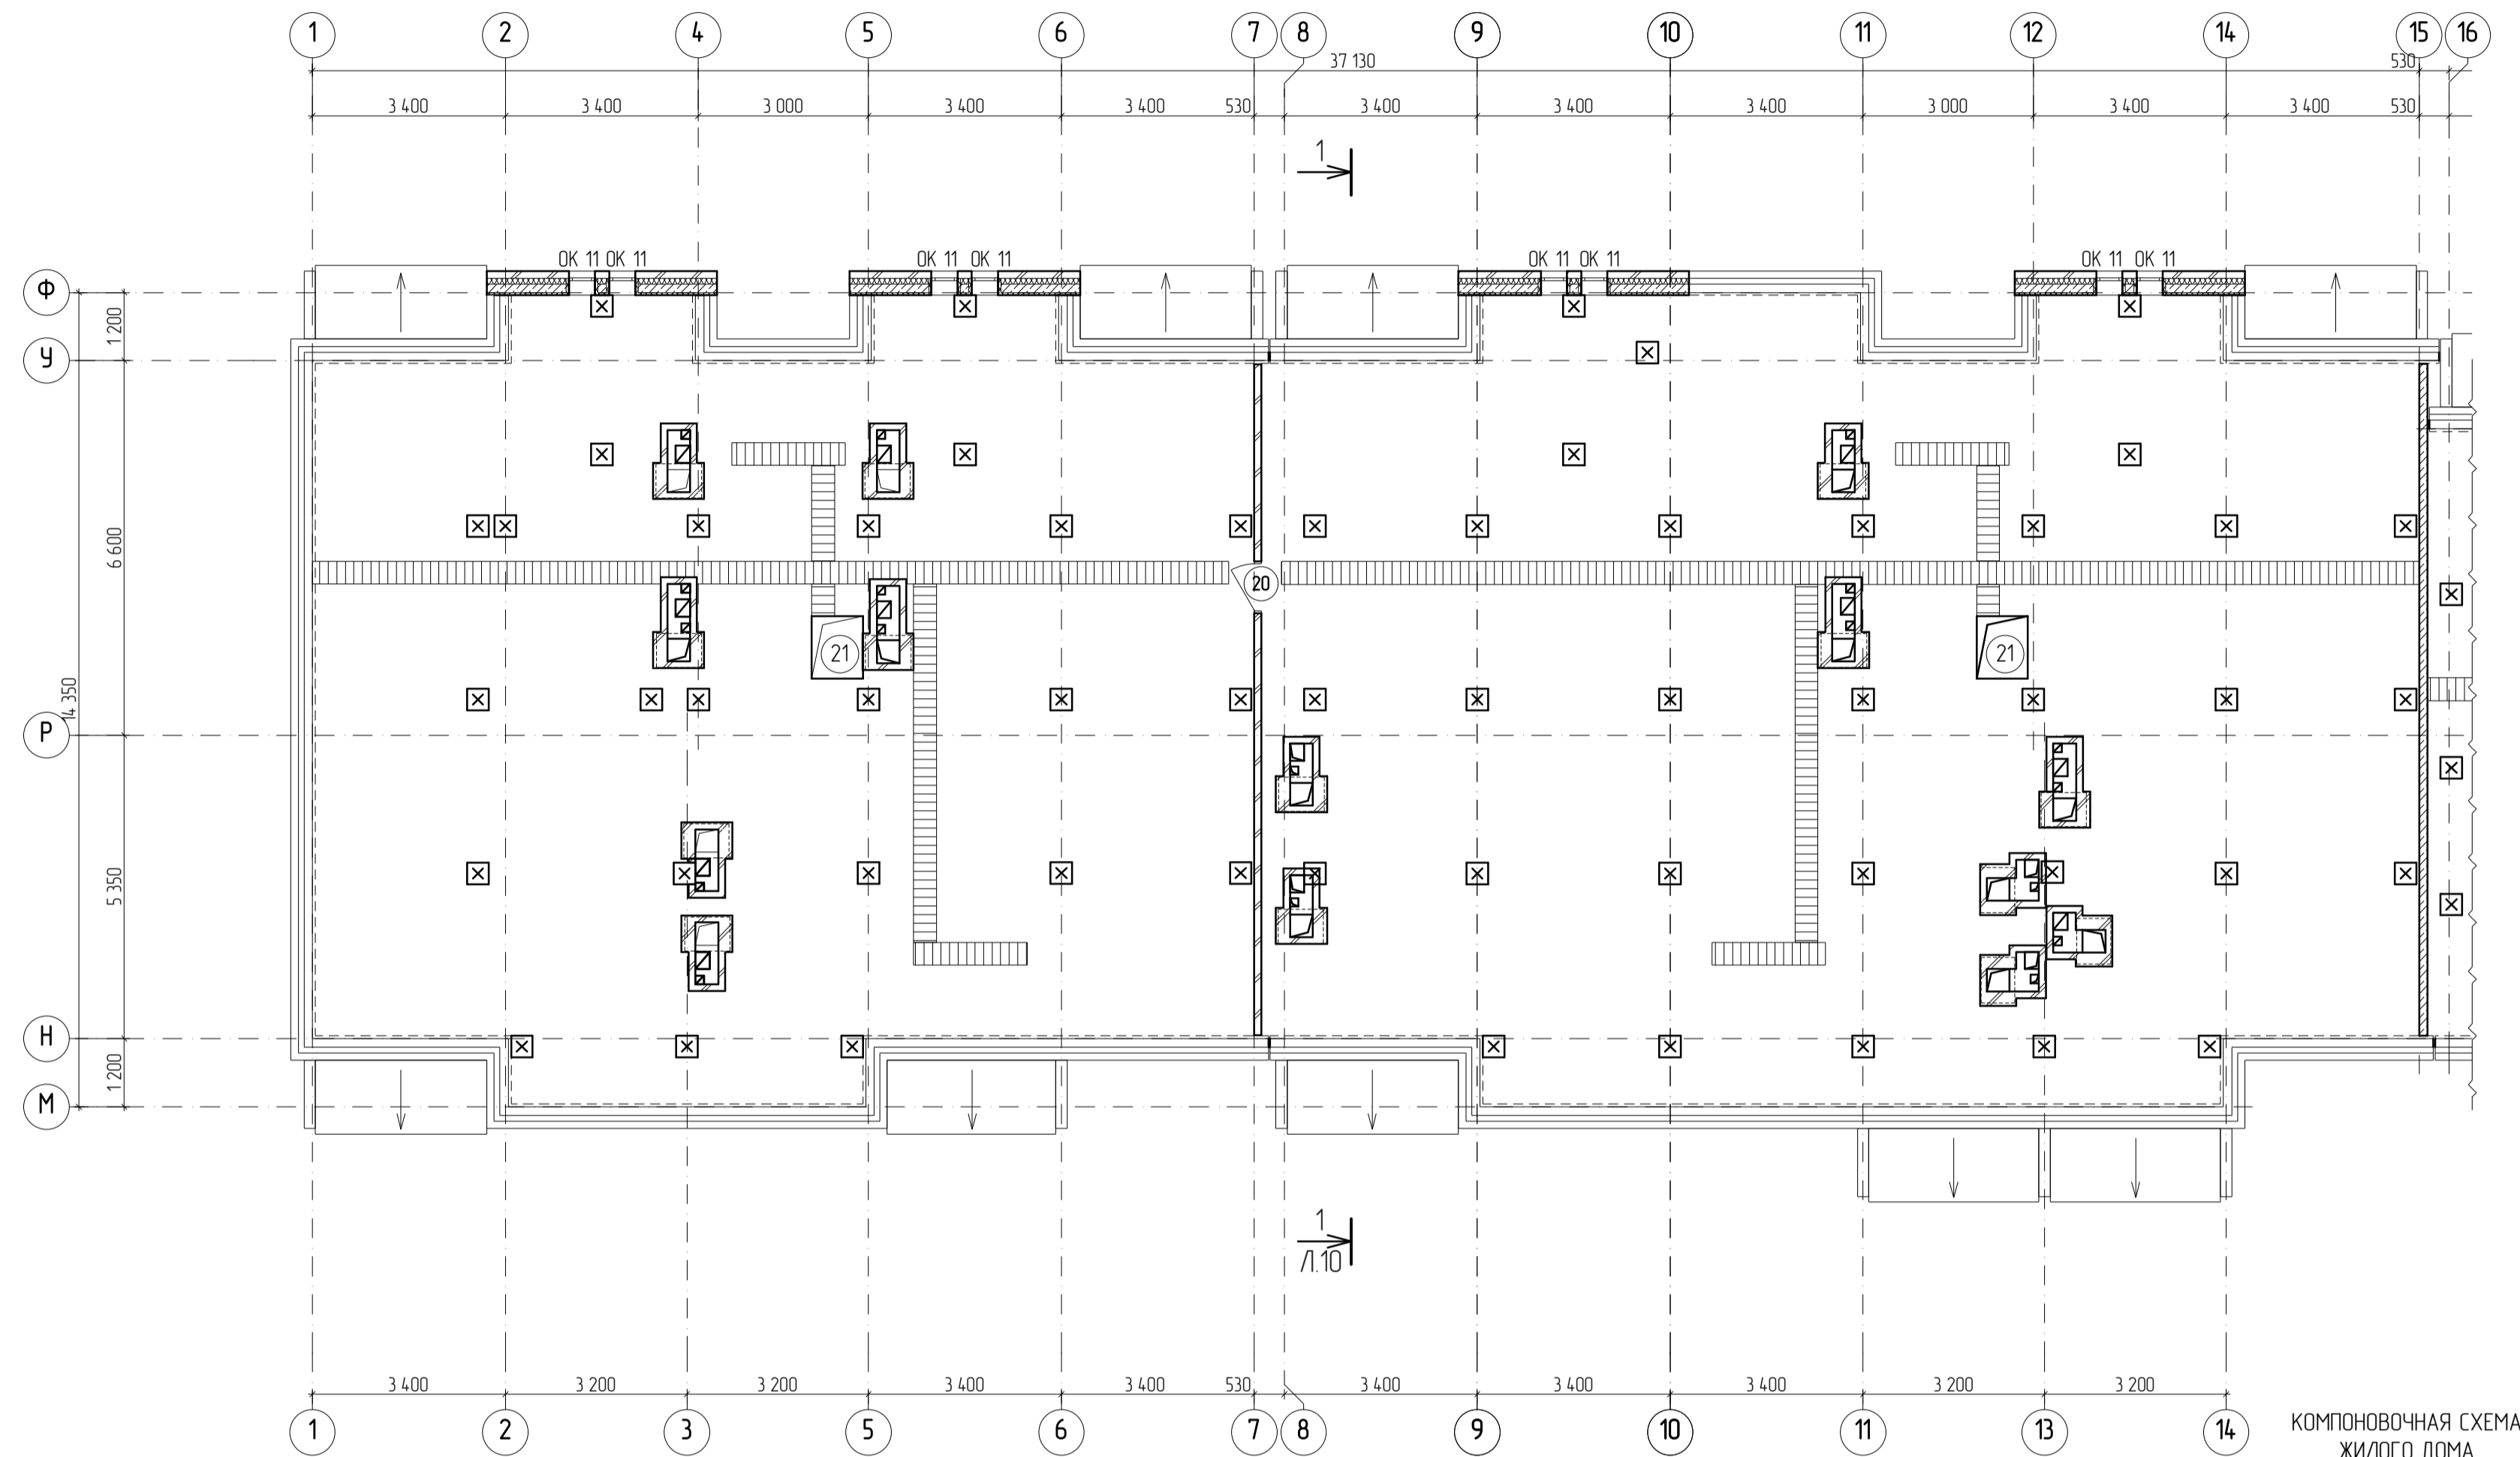 1 2 4 5 6 7 8 9 10 11 12 14 15 16
37 130 530
3 400 3 400 3 000 3 400 3 400 530 3 400 3 400 3 400 3 000 3 400 3 400 530
1
ОК 11 ОК 11 ОК 11 ОК 11 ОК 11 ОК 11 ОК 11 ОК 11
Ф
1 200
У
6 600
20
21 21
14 350
Р
5 350
Н
1 200
М
1
Л.10
3 400 3 200 3 200 3 400 3 400 530 3 400 3 400 3 400 3 200 3 200
1 2 3 5 6 7 8 9 10 11 13 14
КОМПОНОВОЧНАЯ СХЕМА
ЖИЛОГО ДОМА